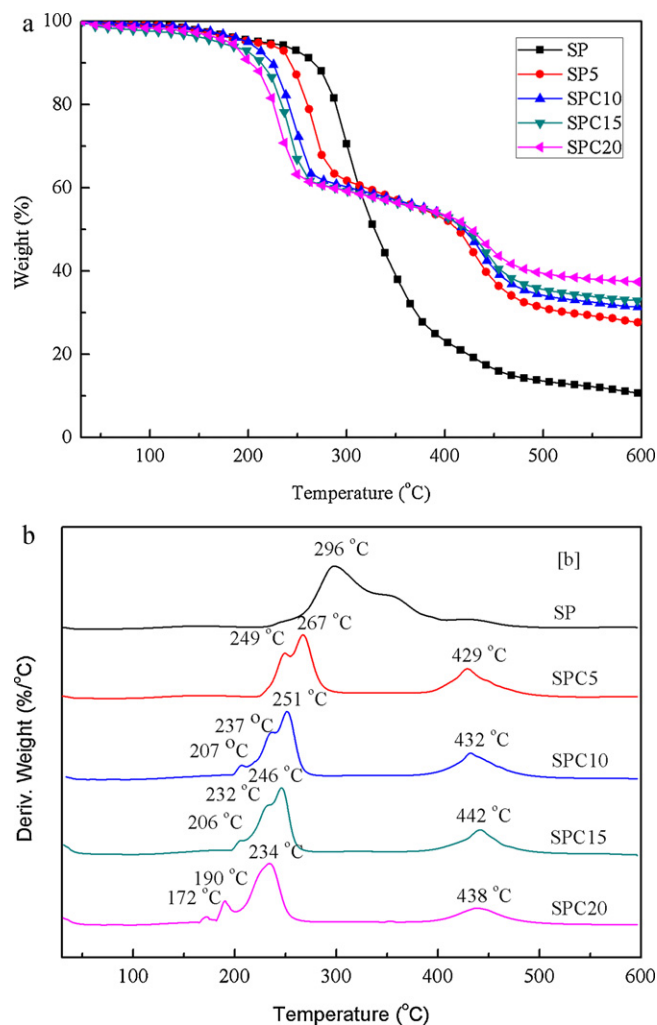 a
100
80
60
40
20
0
Weight (%)
SP
SP5
SPC10
SPC15
SPC20
100 200 300 400 500 600
Temperature (°C)
b
[b]
296 °C
SP
249 °C 267 °C
429 °C
SPC5
251 °C
237 °C
207 °C
432 °C
SPC10
246 °C
232 °C
206 °C
442 °C
SPC15
234 °C
190 °C
172 °C
438 °C
SPC20
Deriv. Weight (%/°C)
100 200 300 400 500 600
Temperature (°C)